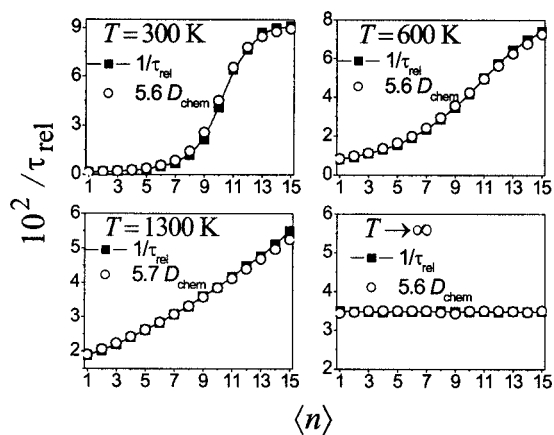 10² / τrel
T = 300 K
1/τrel
5.6 Dchem
9
6
3
0
1 3 5 7 9 11 13 15
T = 600 K
1/τrel
5.6 Dchem
8
6
4
2
0
1 3 5 7 9 11 13 15
T = 1300 K
1/τrel
5.7 Dchem
6
5
4
3
2
1 3 5 7 9 11 13 15
T → ∞
1/τrel
5.6 Dchem
6
5
4
3
2
1 3 5 7 9 11 13 15
⟨n⟩